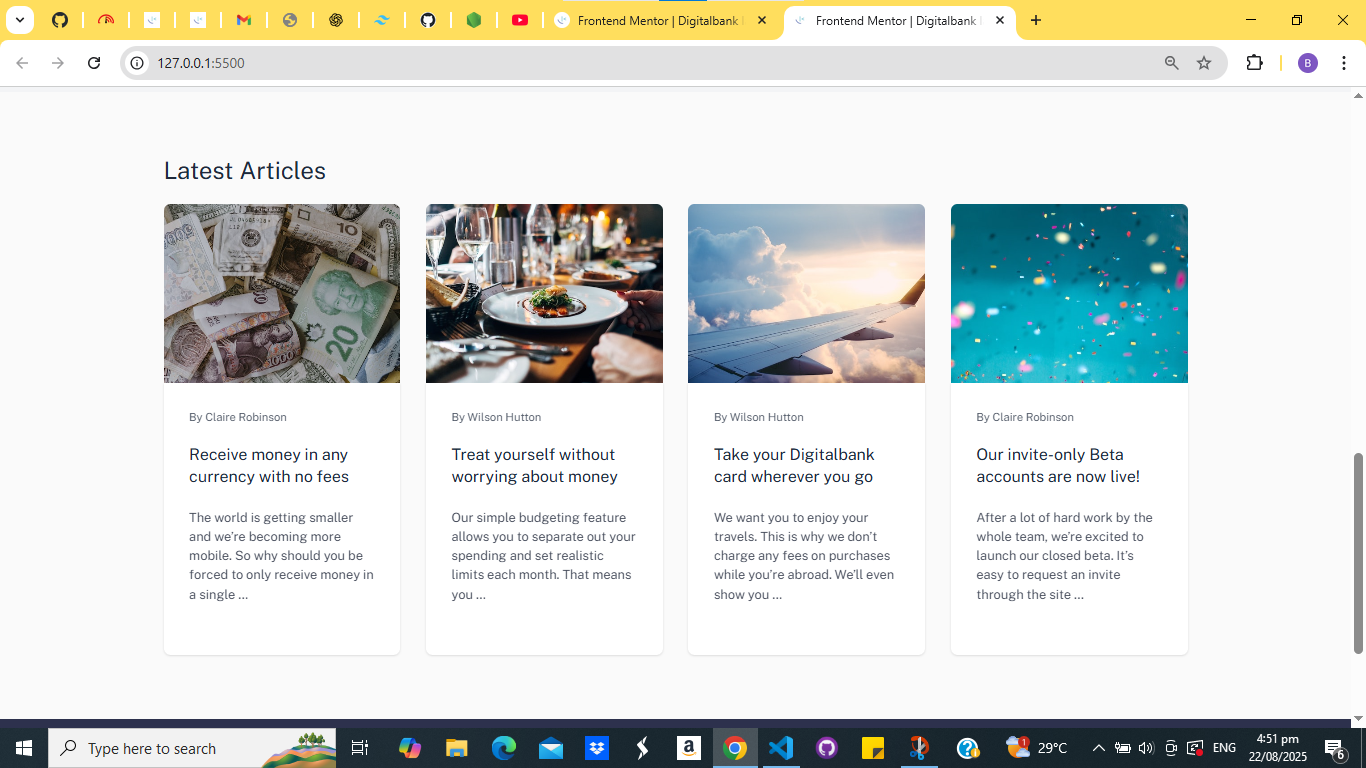 Frontend Mentor | Digitalbank
Frontend Mentor | Digitalbank
127.0.0.1:5500
B
Latest Articles
By Claire Robinson
Receive money in any
currency with no fees
The world is getting smaller
and we’re becoming more
mobile. So why should you be
forced to only receive money in
a single …
By Wilson Hutton
Treat yourself without
worrying about money
Our simple budgeting feature
allows you to separate out your
spending and set realistic
limits each month. That means
you …
By Wilson Hutton
Take your Digitalbank
card wherever you go
We want you to enjoy your
travels. This is why we don’t
charge any fees on purchases
while you’re abroad. We’ll even
show you …
By Claire Robinson
Our invite-only Beta
accounts are now live!
After a lot of hard work by the
whole team, we’re excited to
launch our closed beta. It’s
easy to request an invite
through the site …
Type here to search
1
29°C
ENG
4:51 pm
22/08/2025
6